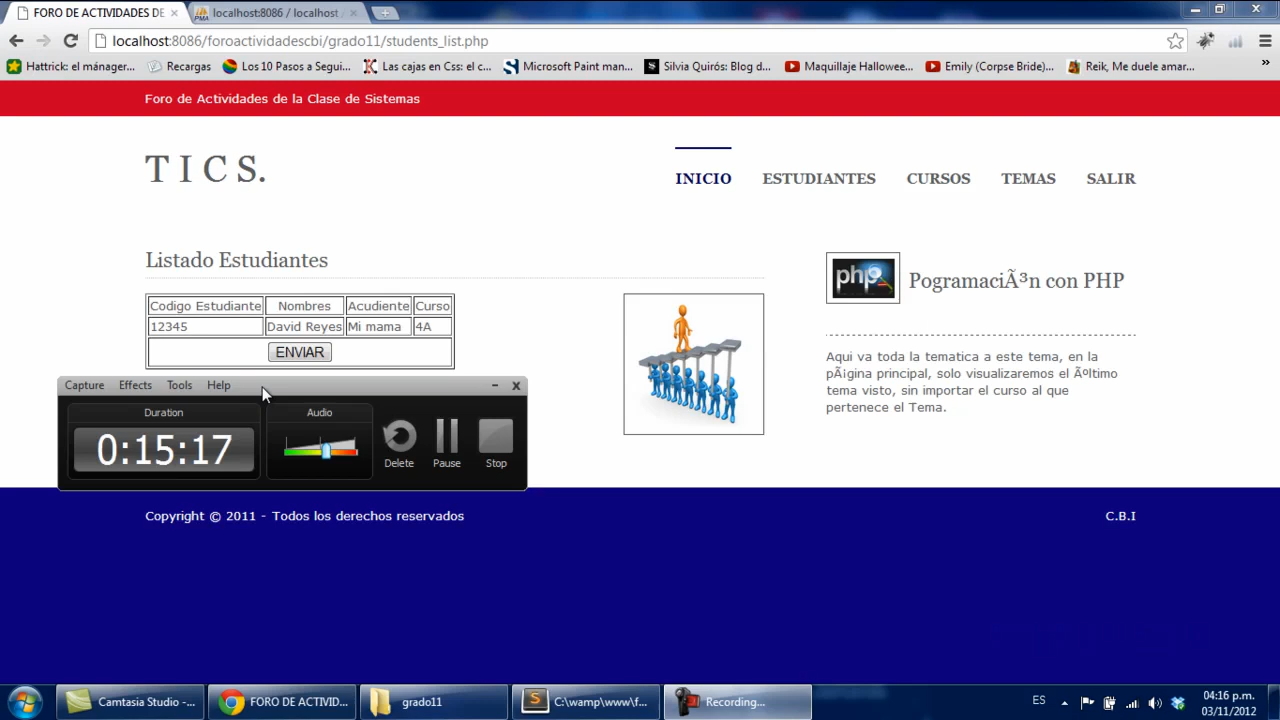 FORO DE ACTIVIDADES DE
localhost:8086 / localhost
localhost:8086/foroactividadescbi/grado11/students_list.php
Hattrick: el mánager... Recargas Los 10 Pasos a Segui... Las cajas en Css: el c... Microsoft Paint man... Silvia Quirós: Blog d... Maquillaje Hallowee... Emily (Corpse Bride)... Reik, Me duele amar... »
Foro de Actividades de la Clase de Sistemas
T I C S.
INICIO ESTUDIANTES CURSOS TEMAS SALIR
Listado Estudiantes
Codigo Estudiante Nombres Acudiente Curso
12345 David Reyes Mi mama 4A
ENVIAR
php
PogramaciÃ³n con PHP
Aqui va toda la tematica a este tema, en la
pÃ¡gina principal, solo visualizaremos el Ãºltimo
tema visto, sin importar el curso al que
pertenece el Tema.
Capture Effects Tools Help
Duration Audio
0:15:17
Delete Pause Stop
Copyright © 2011 - Todos los derechos reservados
C.B.I
Camtasia Studio -... FORO DE ACTIVID... grado11 C:\wamp\www\f... Recording... ES 04:16 p.m.
03/11/2012